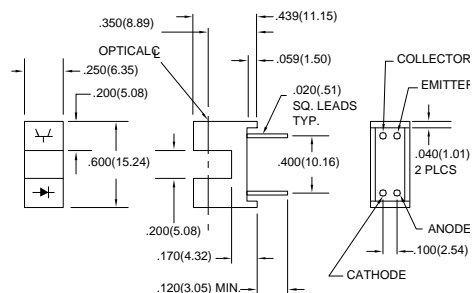 .350(8.89)
.439(11.15)
OPTICALC
.059(1.50)
COLLECTOR
.250(6.35)
EMITTER
.200(5.08)
.020(.51)
SQ. LEADS
TYP.
.040(1.01)
2 PLCS
.600(15.24)
.400(10.16)
.200(5.08)
ANODE
.170(4.32)
.100(2.54)
CATHODE
.120(3.05) MIN.